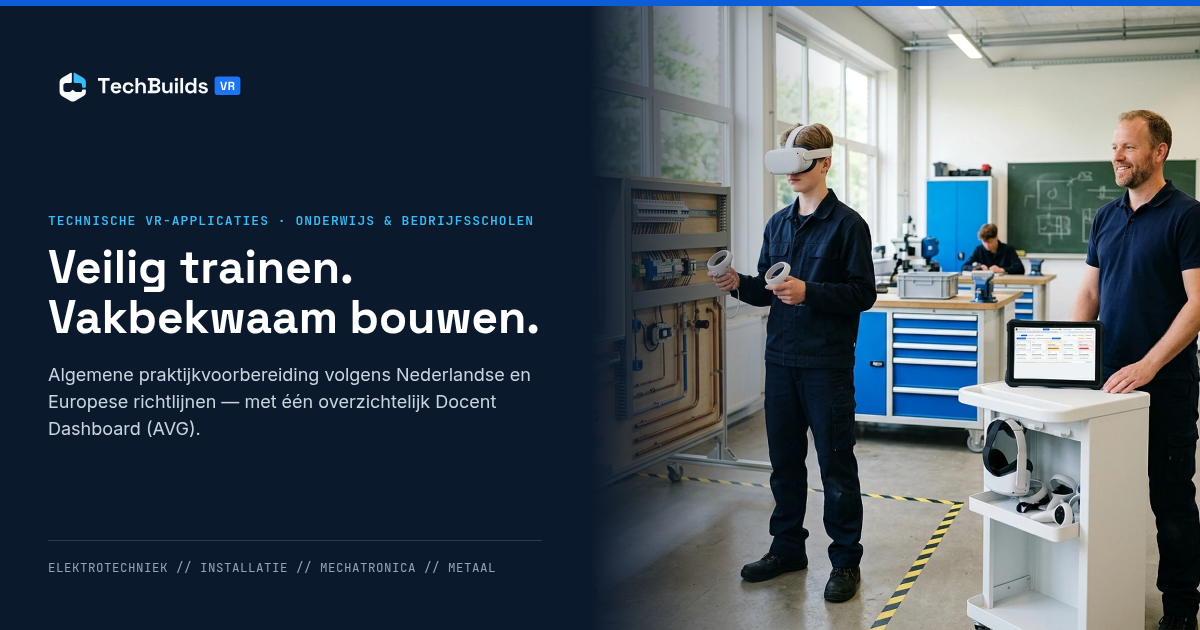 TechBuilds VR
TECHNISCHE VR-APPLICATIES · ONDERWIJS & BEDRIJFSSCHOLEN
Veilig trainen.
Vakbekwaam bouwen.
Algemene praktijkvoorbereiding volgens Nederlandse en
Europese richtlijnen — met één overzichtelijk Docent
Dashboard (AVG).
ELEKTROTECHNIEK // INSTALLATIE // MECHATRONICA // METAAL